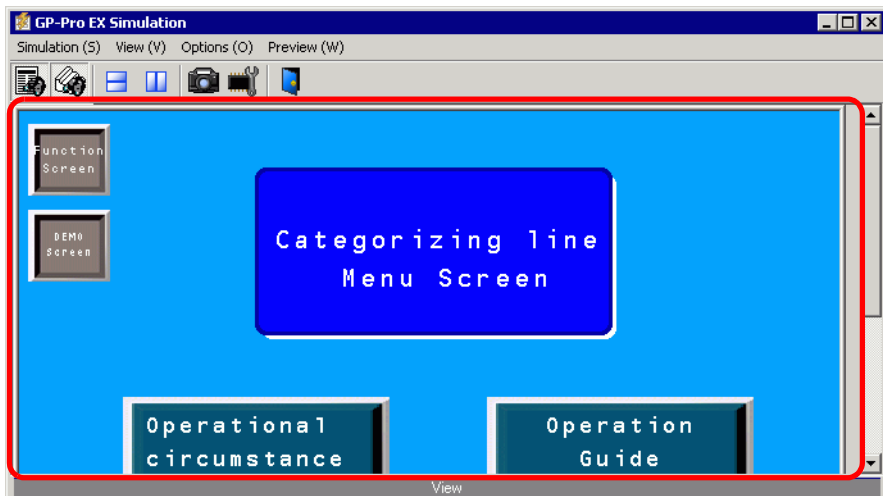 GP-Pro EX Simulation
Simulation (S) View (V) Options (O) Preview (W)
Function
Screen
DEMO
Screen
Categorizing line
Menu Screen
Operational
circumstance
Operation
Guide
View